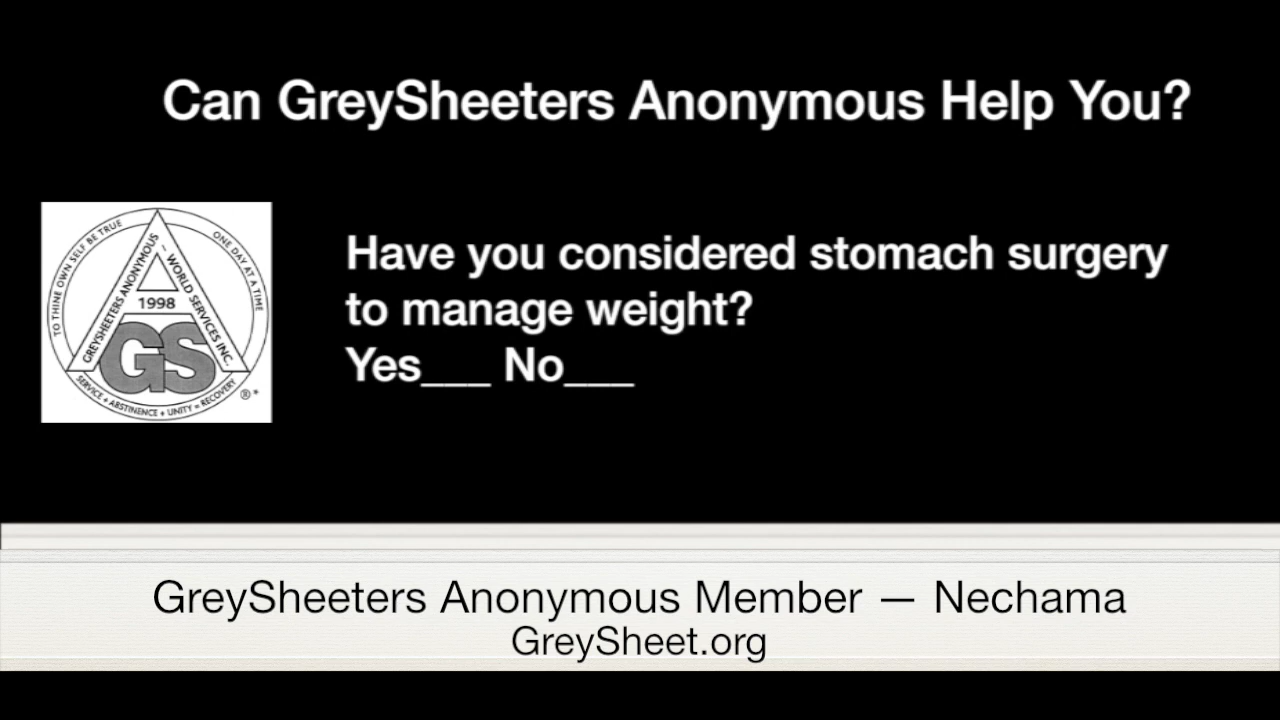 Can GreySheeters Anonymous Help You?
TO THINE OWN SELF BE TRUE
ONE DAY AT A TIME
GREYSHEETERS ANONYMOUS – WORLD SERVICES INC.
1998
GS
SERVICE + ABSTINENCE + UNITY = RECOVERY
®*
Have you considered stomach surgery
to manage weight?
Yes___ No___
GreySheeters Anonymous Member — Nechama
GreySheet.org